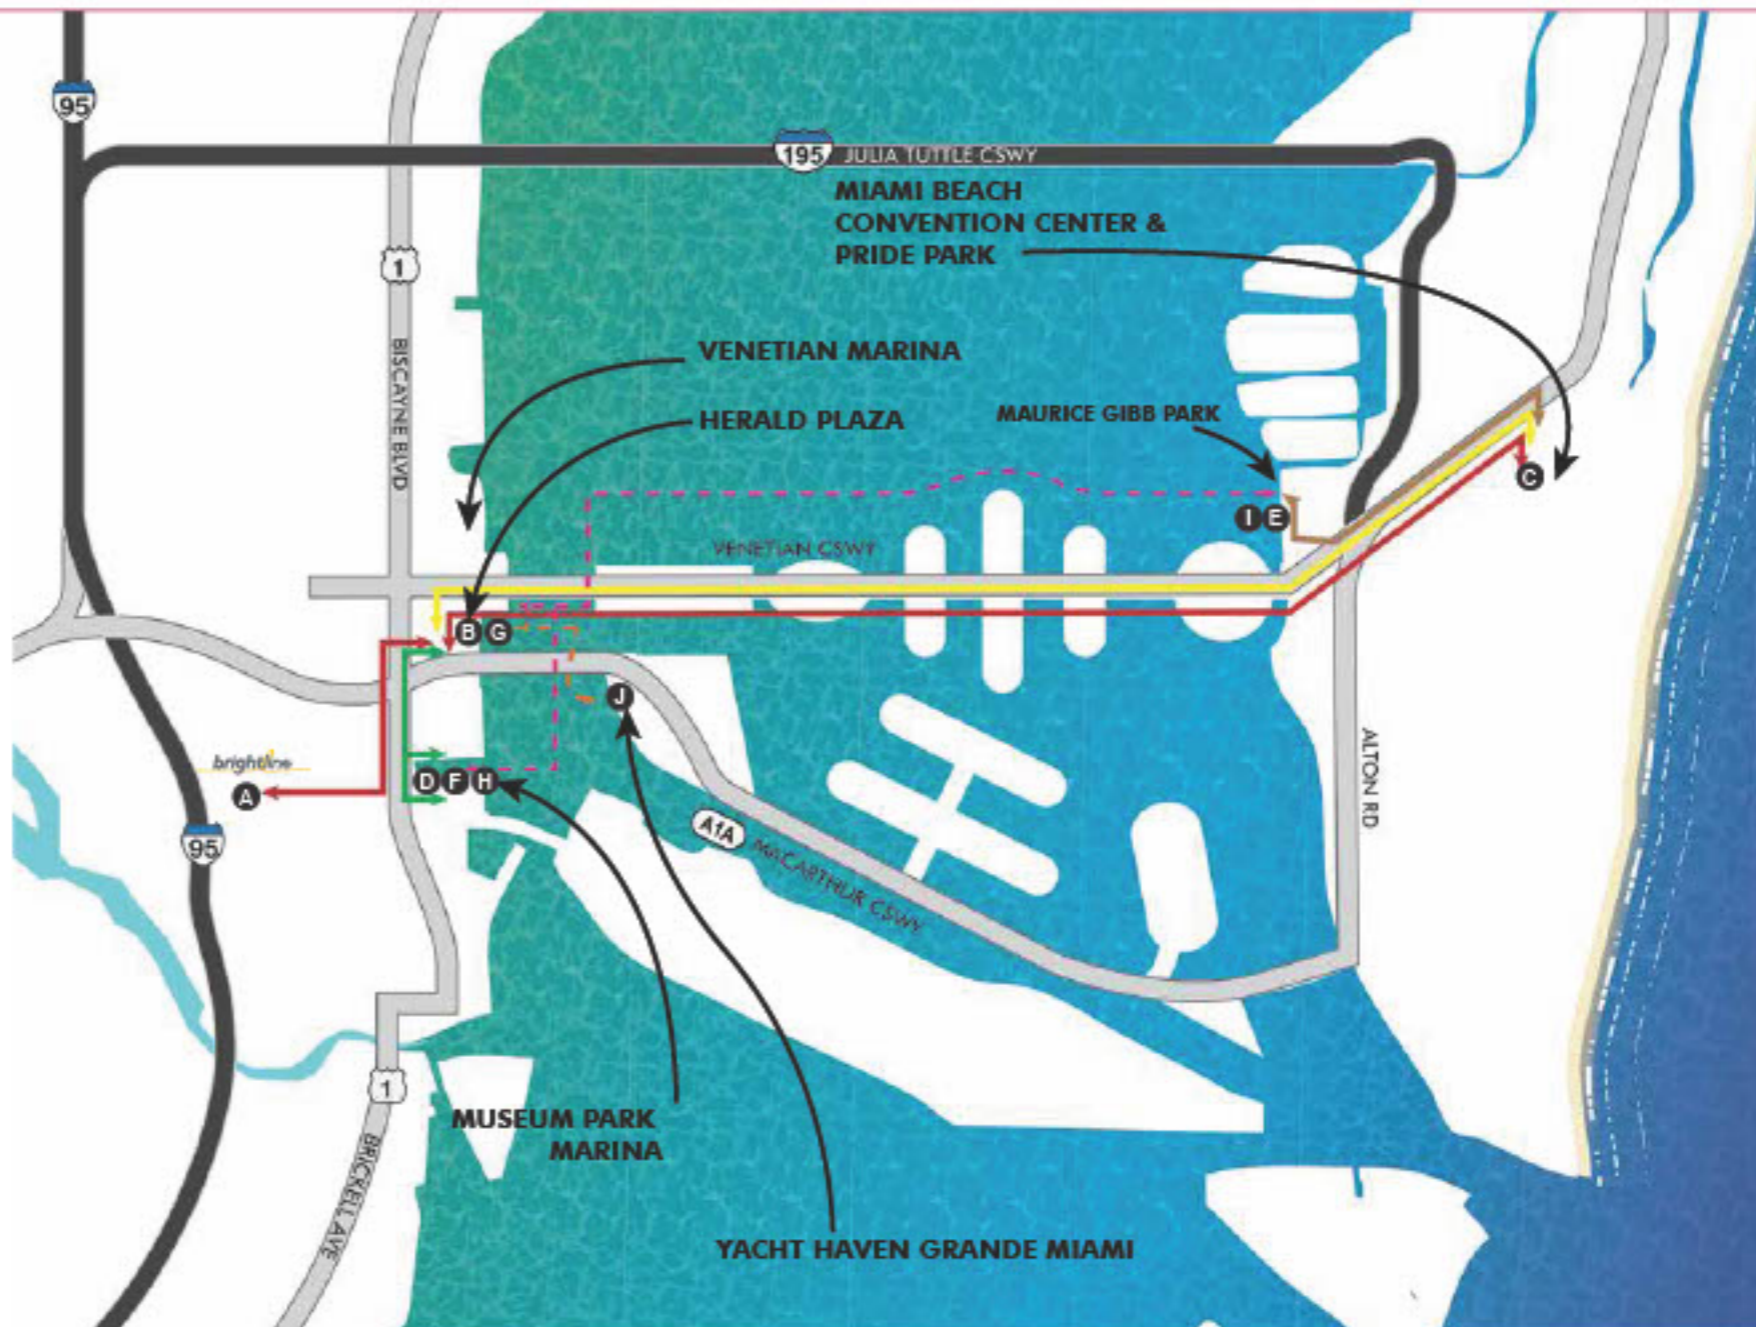 95
195
JULIA TUTTLE CSWY
MIAMI BEACH
CONVENTION CENTER &
PRIDE PARK
1
BISCAYNE BLVD
VENETIAN MARINA
HERALD PLAZA
MAURICE GIBB PARK
C
I E
VENETIAN CSWY
B G
J
brightline
A
D F H
ALTON RD
95
A1A
MACARTHUR CSWY
1
MUSEUM PARK
MARINA
BRICKELL AVE
YACHT HAVEN GRANDE MIAMI